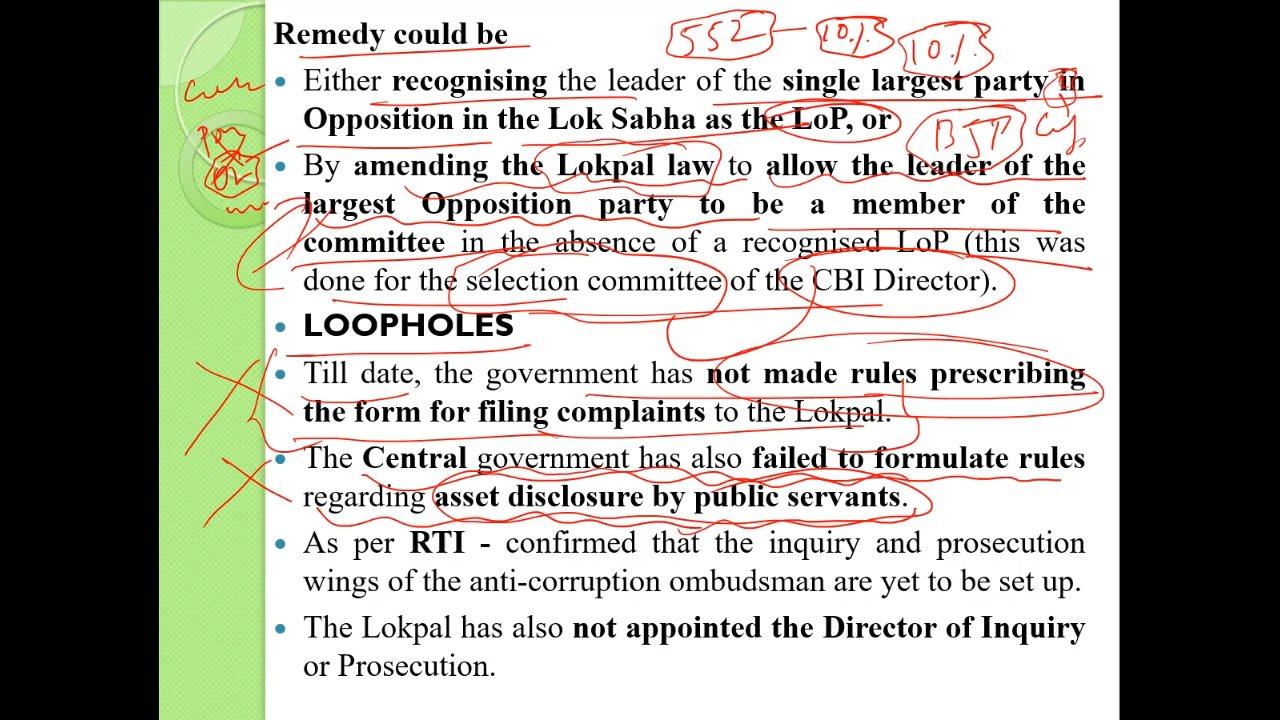 Remedy could be
552 - 10% 10%
• Either recognising the leader of the single largest party in
Opposition in the Lok Sabha as the LoP, or
BJP
• By amending the Lokpal law to allow the leader of the
largest Opposition party to be a member of the
committee in the absence of a recognised LoP (this was
done for the selection committee of the CBI Director).
• LOOPHOLES
• Till date, the government has not made rules prescribing
the form for filing complaints to the Lokpal.
• The Central government has also failed to formulate rules
regarding asset disclosure by public servants.
• As per RTI - confirmed that the inquiry and prosecution
wings of the anti-corruption ombudsman are yet to be set up.
• The Lokpal has also not appointed the Director of Inquiry
or Prosecution.